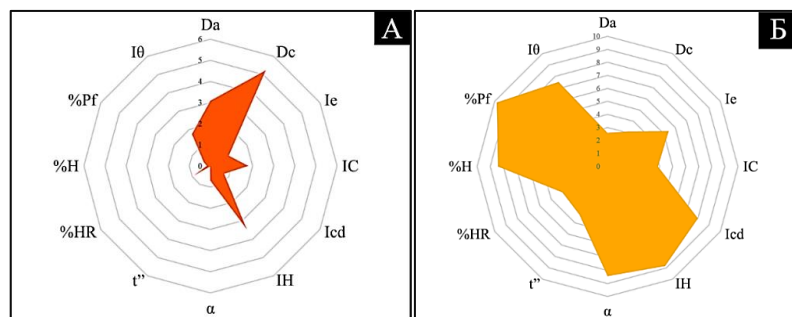 А
Da
Dc
Ie
IC
Icd
IH
α
t”
%HR
%H
%Pf
Iθ
6
5
4
3
2
1
0
Б
Da
Dc
Ie
IC
Icd
IH
α
t”
%HR
%H
%Pf
Iθ
10
9
8
7
6
5
4
3
2
1
0